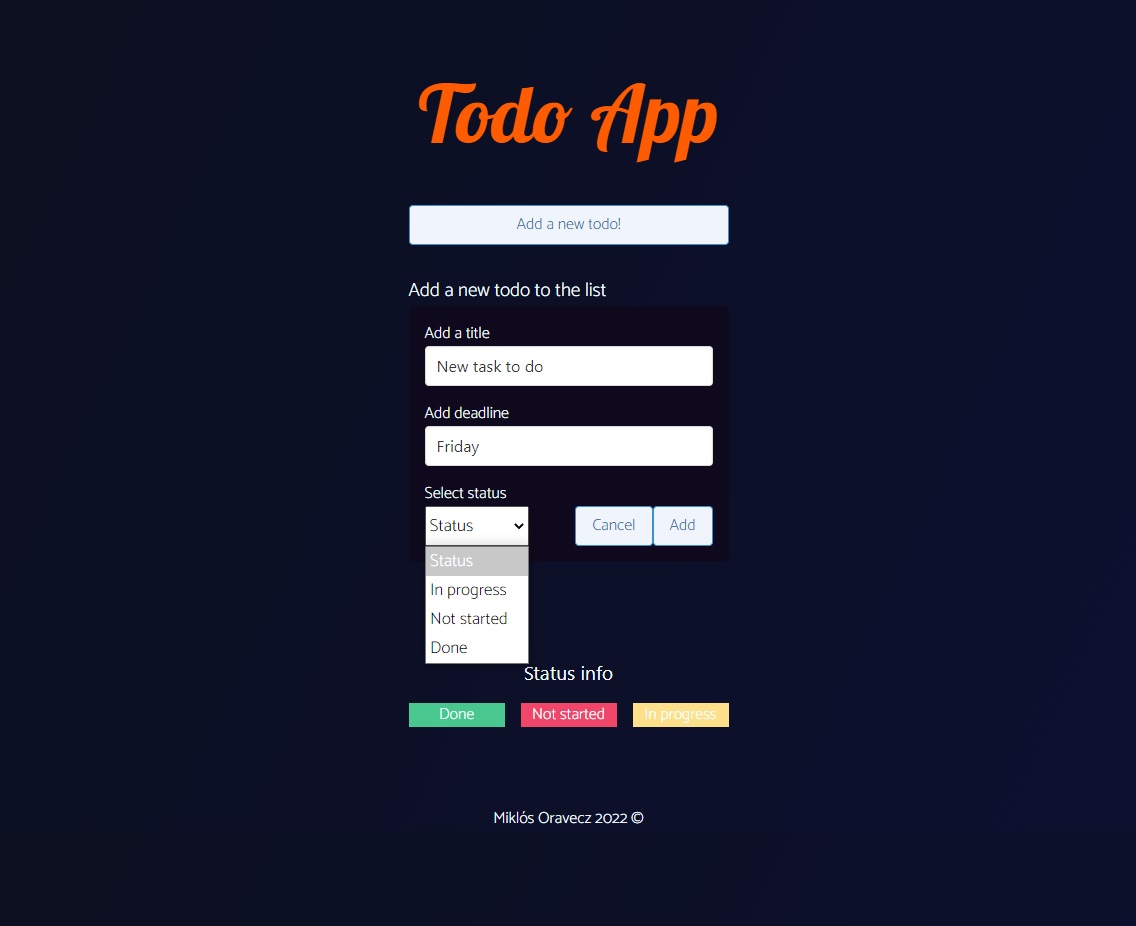 Todo App
Add a new todo!
Add a new todo to the list
Add a title
New task to do
Add deadline
Friday
Select status
Status Cancel Add
Status
In progress
Not started
Done
Status info
Done Not started In progress
Miklós Oravecz 2022 ©